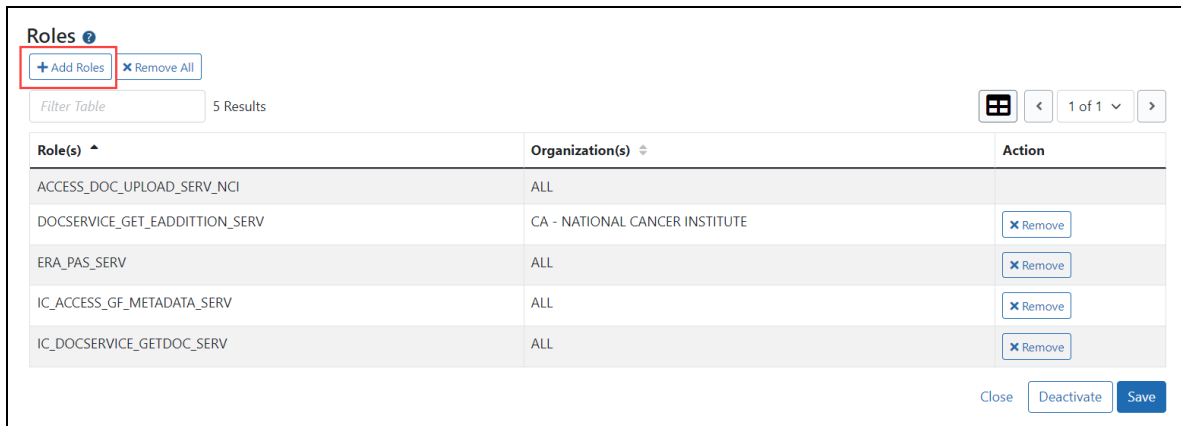 Roles ?
+ Add Roles × Remove All
Filter Table 5 Results < 1 of 1 >
Role(s) Organization(s) Action
ACCESS_DOC_UPLOAD_SERV_NCI ALL
DOCSERVICE_GET_EADDITTION_SERV CA - NATIONAL CANCER INSTITUTE × Remove
ERA_PAS_SERV ALL × Remove
IC_ACCESS_GF_METADATA_SERV ALL × Remove
IC_DOCSERVICE_GETDOC_SERV ALL × Remove
Close Deactivate Save